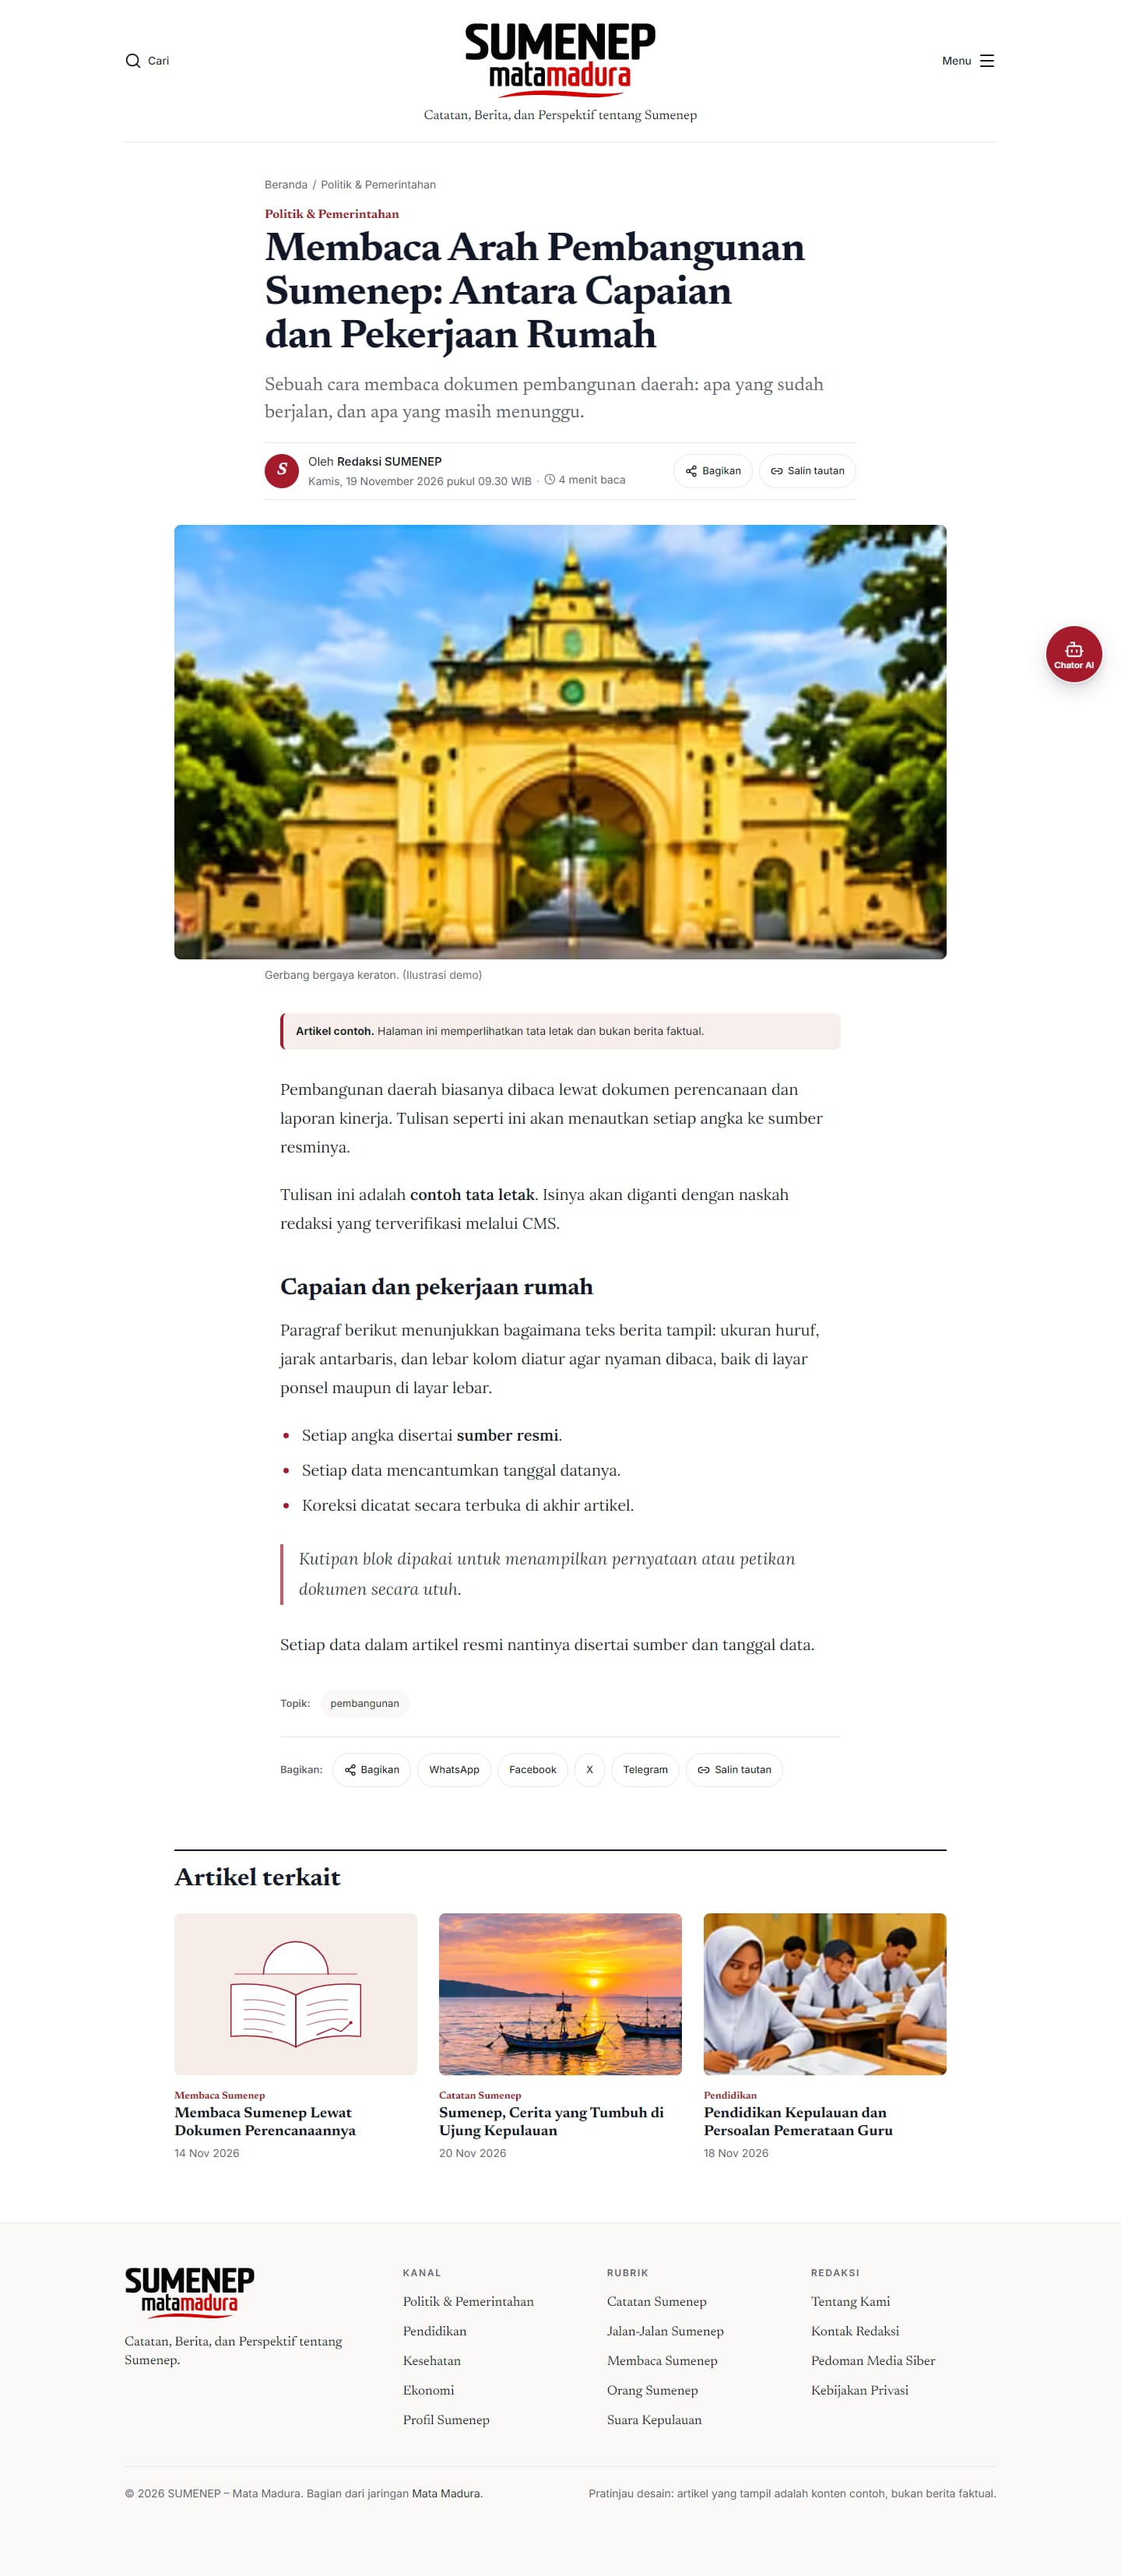 Cari
SUMENEP
matamadura
Menu
Catatan, Berita, dan Perspektif tentang Sumenep
Beranda / Politik & Pemerintahan
Politik & Pemerintahan
Membaca Arah Pembangunan
Sumenep: Antara Capaian
dan Pekerjaan Rumah
Sebuah cara membaca dokumen pembangunan daerah: apa yang sudah
berjalan, dan apa yang masih menunggu.
S
Oleh Redaksi SUMENEP
Kamis, 19 November 2026 pukul 09.30 WIB · 4 menit baca
Bagikan
Salin tautan
Chator AI
Gerbang bergaya keraton. (Ilustrasi demo)
Artikel contoh. Halaman ini memperlihatkan tata letak dan bukan berita faktual.
Pembangunan daerah biasanya dibaca lewat dokumen perencanaan dan
laporan kinerja. Tulisan seperti ini akan menautkan setiap angka ke sumber
resminya.
Tulisan ini adalah contoh tata letak. Isinya akan diganti dengan naskah
redaksi yang terverifikasi melalui CMS.
Capaian dan pekerjaan rumah
Paragraf berikut menunjukkan bagaimana teks berita tampil: ukuran huruf,
jarak antarbaris, dan lebar kolom diatur agar nyaman dibaca, baik di layar
ponsel maupun di layar lebar.
• Setiap angka disertai sumber resmi.
• Setiap data mencantumkan tanggal datanya.
• Koreksi dicatat secara terbuka di akhir artikel.
Kutipan blok dipakai untuk menampilkan pernyataan atau petikan
dokumen secara utuh.
Setiap data dalam artikel resmi nantinya disertai sumber dan tanggal data.
Topik: pembangunan
Bagikan: Bagikan WhatsApp Facebook X Telegram Salin tautan
Artikel terkait
Membaca Sumenep
Membaca Sumenep Lewat
Dokumen Perencanaannya
14 Nov 2026
Catatan Sumenep
Sumenep, Cerita yang Tumbuh di
Ujung Kepulauan
20 Nov 2026
Pendidikan
Pendidikan Kepulauan dan
Persoalan Pemerataan Guru
18 Nov 2026
SUMENEP
matamadura
Catatan, Berita, dan Perspektif tentang
Sumenep.
KANAL
Politik & Pemerintahan
Pendidikan
Kesehatan
Ekonomi
Profil Sumenep
RUBRIK
Catatan Sumenep
Jalan-Jalan Sumenep
Membaca Sumenep
Orang Sumenep
Suara Kepulauan
REDAKSI
Tentang Kami
Kontak Redaksi
Pedoman Media Siber
Kebijakan Privasi
© 2026 SUMENEP – Mata Madura. Bagian dari jaringan Mata Madura.
Pratinjau desain: artikel yang tampil adalah konten contoh, bukan berita faktual.